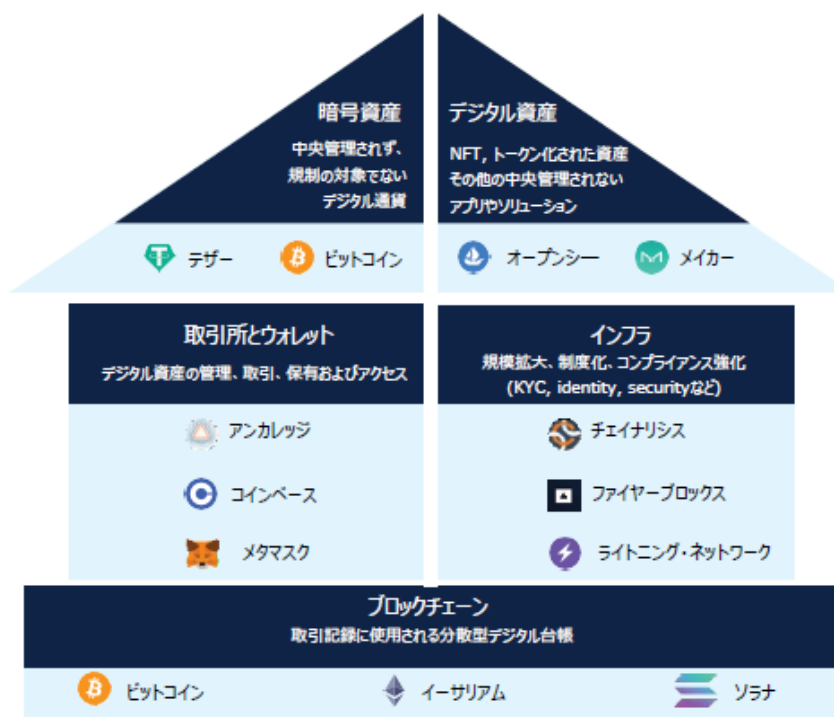 暗号資産
中央管理されず、
規制の対象でない
デジタル通貨
デジタル資産
NFT, トークン化された資産
その他の中央管理されない
アプリやソリューション
テザー
ビットコイン
オープンシー
メイカー
取引所とウォレット
デジタル資産の管理、取引、保有およびアクセス
アンカレッジ
コインベース
メタマスク
インフラ
規模拡大、制度化、コンプライアンス強化
(KYC, identity, securityなど)
チェイナリシス
ファイヤーブロックス
ライトニング・ネットワーク
ブロックチェーン
取引記録に使用される分散型デジタル台帳
ビットコイン
イーサリアム
ソラナ